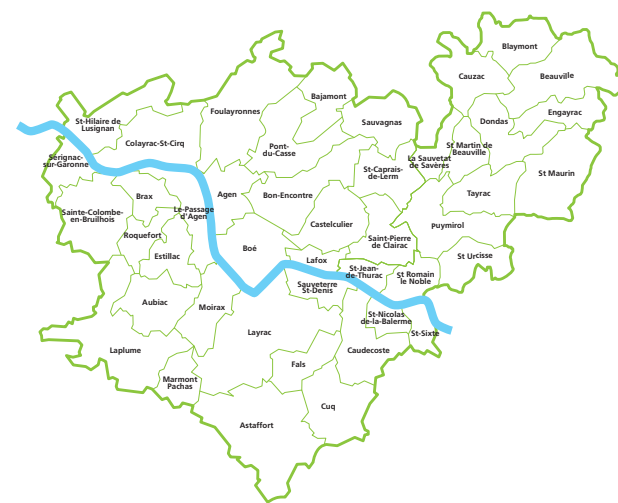 Blaymont
Cauzac
Beauville
Bajamont
Foulayronnes
Engayrac
St-Hilaire de
Lusignan
Sauvagnas
Dondas
Colayrac-St-Cirq
Pont-
du-Casse
St Martin de
Beauville
Sérignac-
sur-Garonne
La Sauvetat
de Savères
St-Caprais-
de-Lerm
St Maurin
Brax
Agen
Bon-Encontre
Tayrac
Sainte-Colombe-
en-Bruilhois
Le-Passage
d'Agen
Castelculier
Puymirol
Roquefort
Saint-Pierre
de Clairac
Boé
Estillac
St Urcisse
Lafox
St-Jean-
de-Thurac
St Romain
le Noble
Sauveterre
St-Denis
Aubiac
Moirax
St-Nicolas
de-la-Balerme
St-Sixte
Layrac
Laplume
Caudecoste
Fals
Marmont
Pachas
Cuq
Astaffort